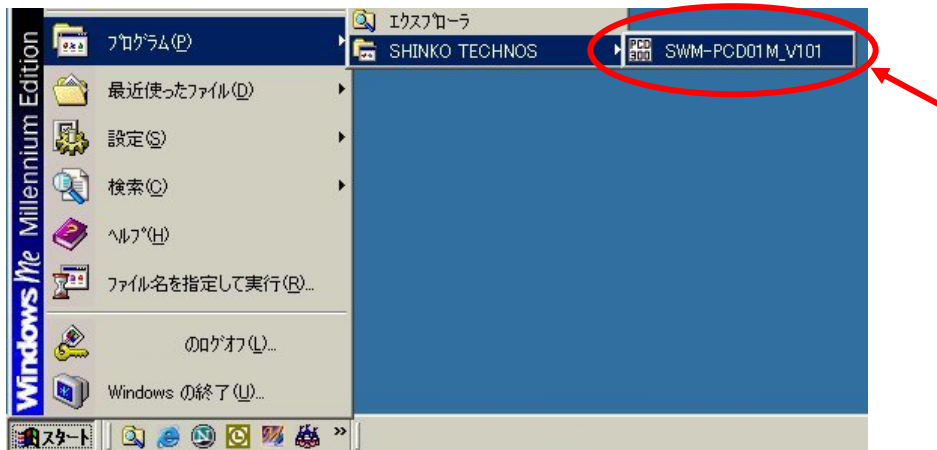 Windows Me Millennium Edition
プログラム(P)
最近使ったファイル(D)
設定(S)
検索(C)
ヘルプ(H)
ファイル名を指定して実行(R)...
のログオフ(L)...
Windows の終了(U)...
スタート
»
エクスプローラ
SHINKO TECHNOS
PCD
300
SWM-PCD01M_V101